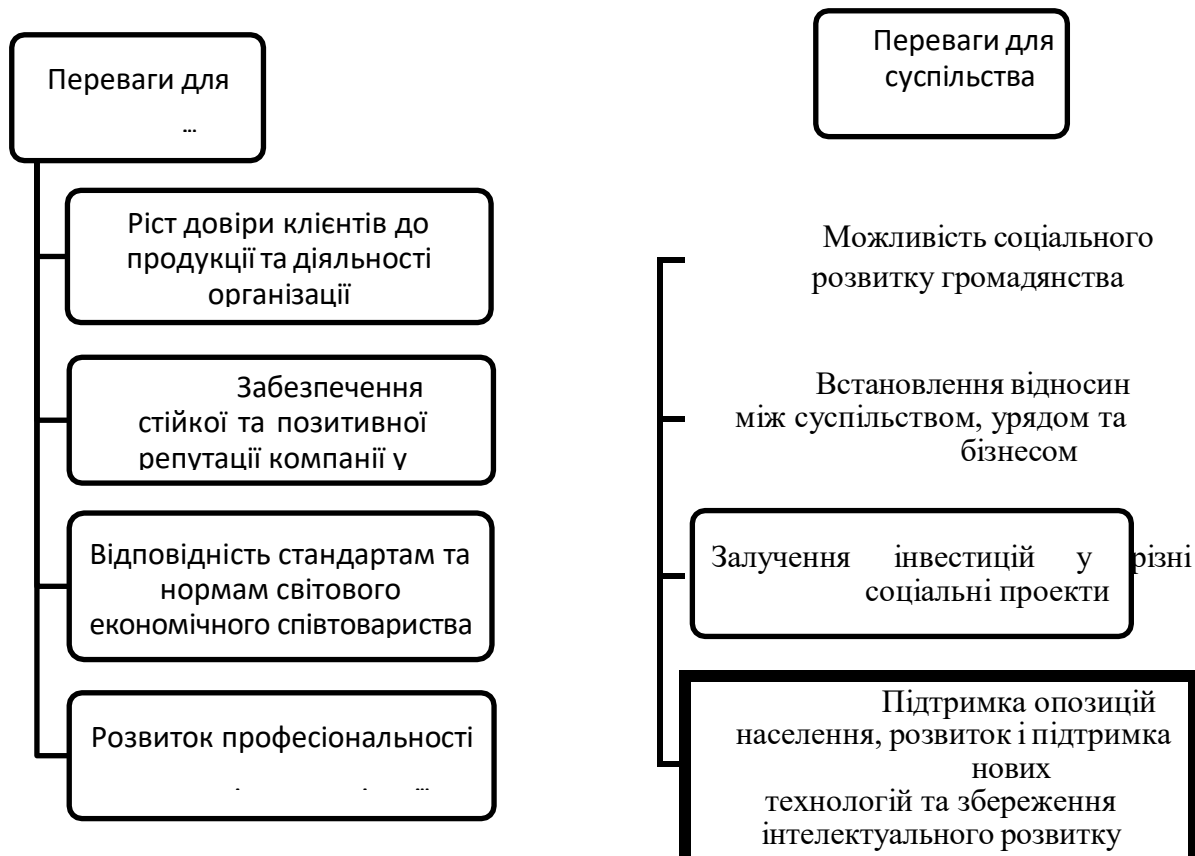 Переваги для
...
Ріст довіри клієнтів до
продукції та діяльності
організації
Забезпечення
стійкої та позитивної
репутації компанії у
Відповідність стандартам та
нормам світового
економічного співтовариства
Розвиток професіональності
Переваги для
суспільства
Можливість соціального
розвитку громадянства
Встановлення відносин
між суспільством, урядом та
бізнесом
Залучення інвестицій у різні
соціальні проекти
Підтримка опозицій
населення, розвиток і підтримка
нових
технологій та збереження
інтелектуального розвитку